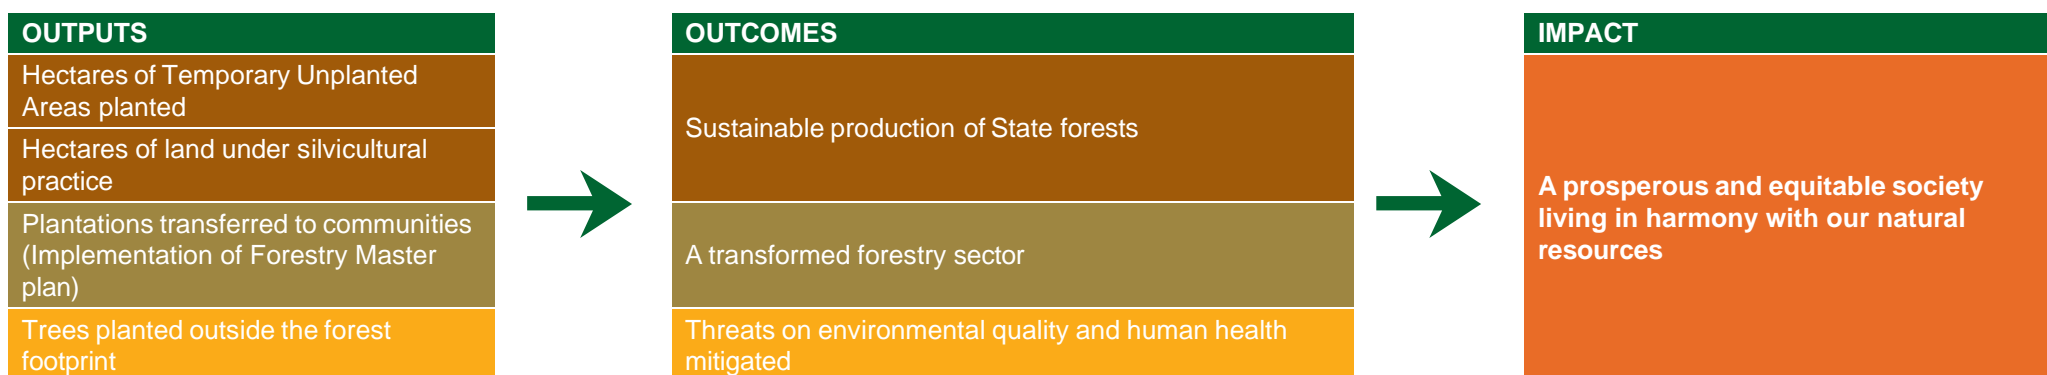 OUTPUTS
Hectares of Temporary Unplanted
Areas planted
Hectares of land under silvicultural
practice
Plantations transferred to communities
(Implementation of Forestry Master
plan)
Trees planted outside the forest
footprint
OUTCOMES
Sustainable production of State forests
A transformed forestry sector
Threats on environmental quality and human health
mitigated
IMPACT
A prosperous and equitable society
living in harmony with our natural
resources